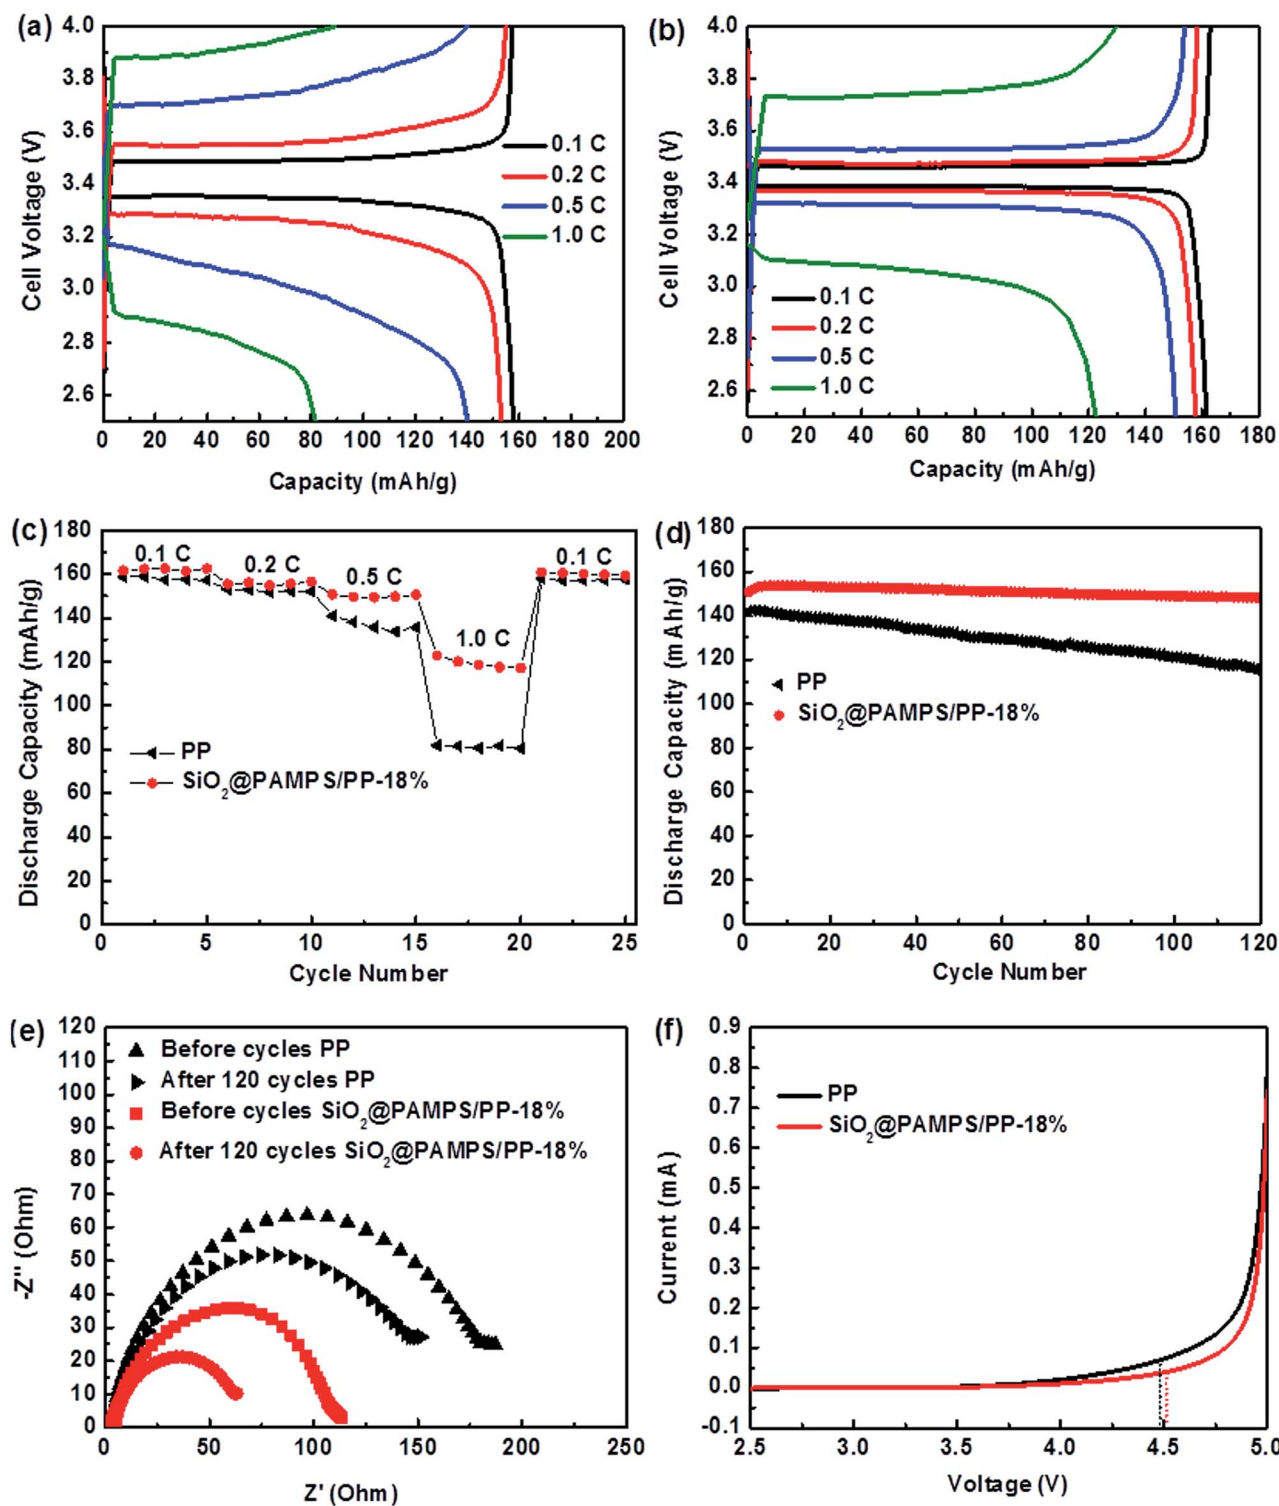 (a)
4.0
3.8
3.6
3.4
3.2
3.0
2.8
2.6
Cell Voltage (V)
0.1 C
0.2 C
0.5 C
1.0 C
0 20 40 60 80 100 120 140 160 180 200
Capacity (mAh/g)
(b)
4.0
3.8
3.6
3.4
3.2
3.0
2.8
2.6
Cell Voltage (V)
0.1 C
0.2 C
0.5 C
1.0 C
0 20 40 60 80 100 120 140 160 180
Capacity (mAh/g)
(c)
180
160
140
120
100
80
60
40
20
0
Discharge Capacity (mAh/g)
0.1 C
0.2 C
0.5 C
1.0 C
0.1 C
PP
SiO₂@PAMPS/PP-18%
0 5 10 15 20 25
Cycle Number
(d)
180
160
140
120
100
80
60
40
20
0
Discharge Capacity (mAh/g)
PP
SiO₂@PAMPS/PP-18%
0 20 40 60 80 100 120
Cycle Number
(e)
120
110
100
90
80
70
60
50
40
30
20
10
0
-Z'' (Ohm)
Before cycles PP
After 120 cycles PP
Before cycles SiO₂@PAMPS/PP-18%
After 120 cycles SiO₂@PAMPS/PP-18%
0 50 100 150 200 250
Z' (Ohm)
(f)
0.9
0.8
0.7
0.6
0.5
0.4
0.3
0.2
0.1
0.0
-0.1
Current (mA)
PP
SiO₂@PAMPS/PP-18%
2.5 3.0 3.5 4.0 4.5 5.0
Voltage (V)